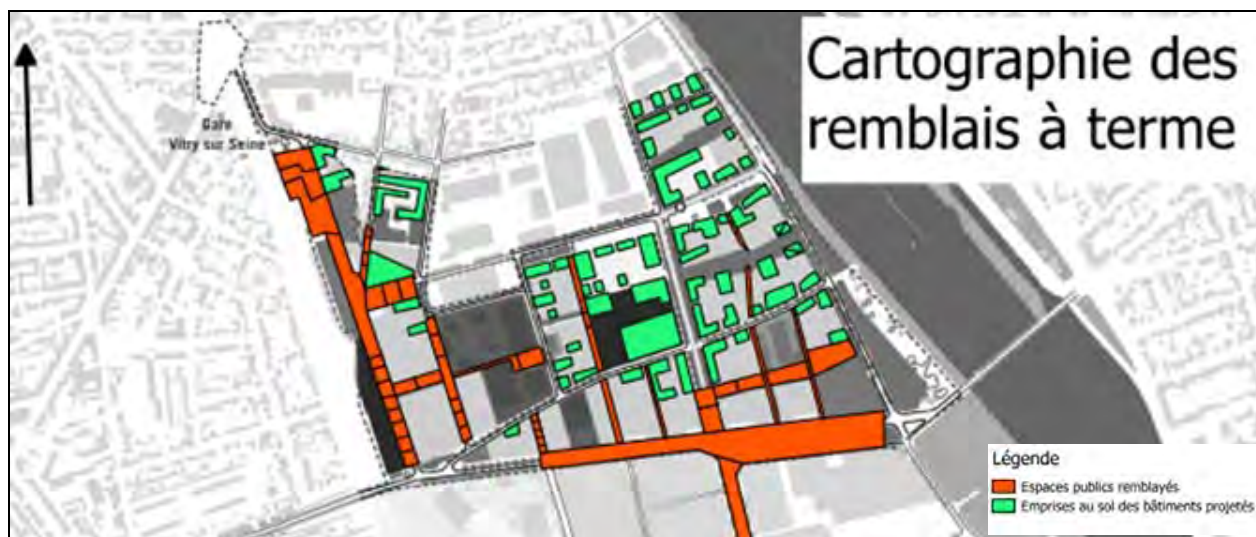 Cartographie des
remblais à terme
Gare
Vitry sur Seine
Légende
Espaces publics remblayés
Emprises au sol des bâtiments projetés